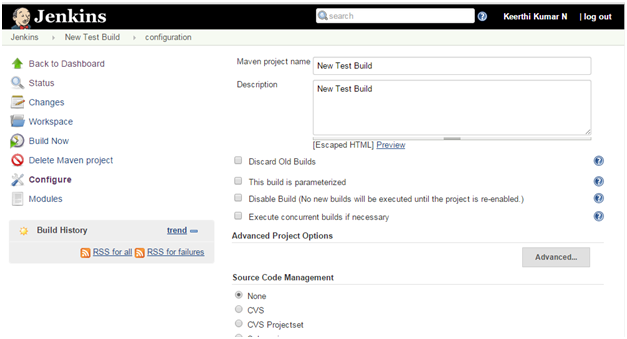 Jenkins
search
Keerthi Kumar N | log out
Jenkins New Test Build configuration
Back to Dashboard
Status
Changes
Workspace
Build Now
Delete Maven project
Configure
Modules
Build History trend
RSS for all RSS for failures
Maven project name New Test Build
Description New Test Build
[Escaped HTML] Preview
Discard Old Builds
This build is parameterized
Disable Build (No new builds will be executed until the project is re-enabled.)
Execute concurrent builds if necessary
Advanced Project Options
Advanced...
Source Code Management
None
CVS
CVS Projectset